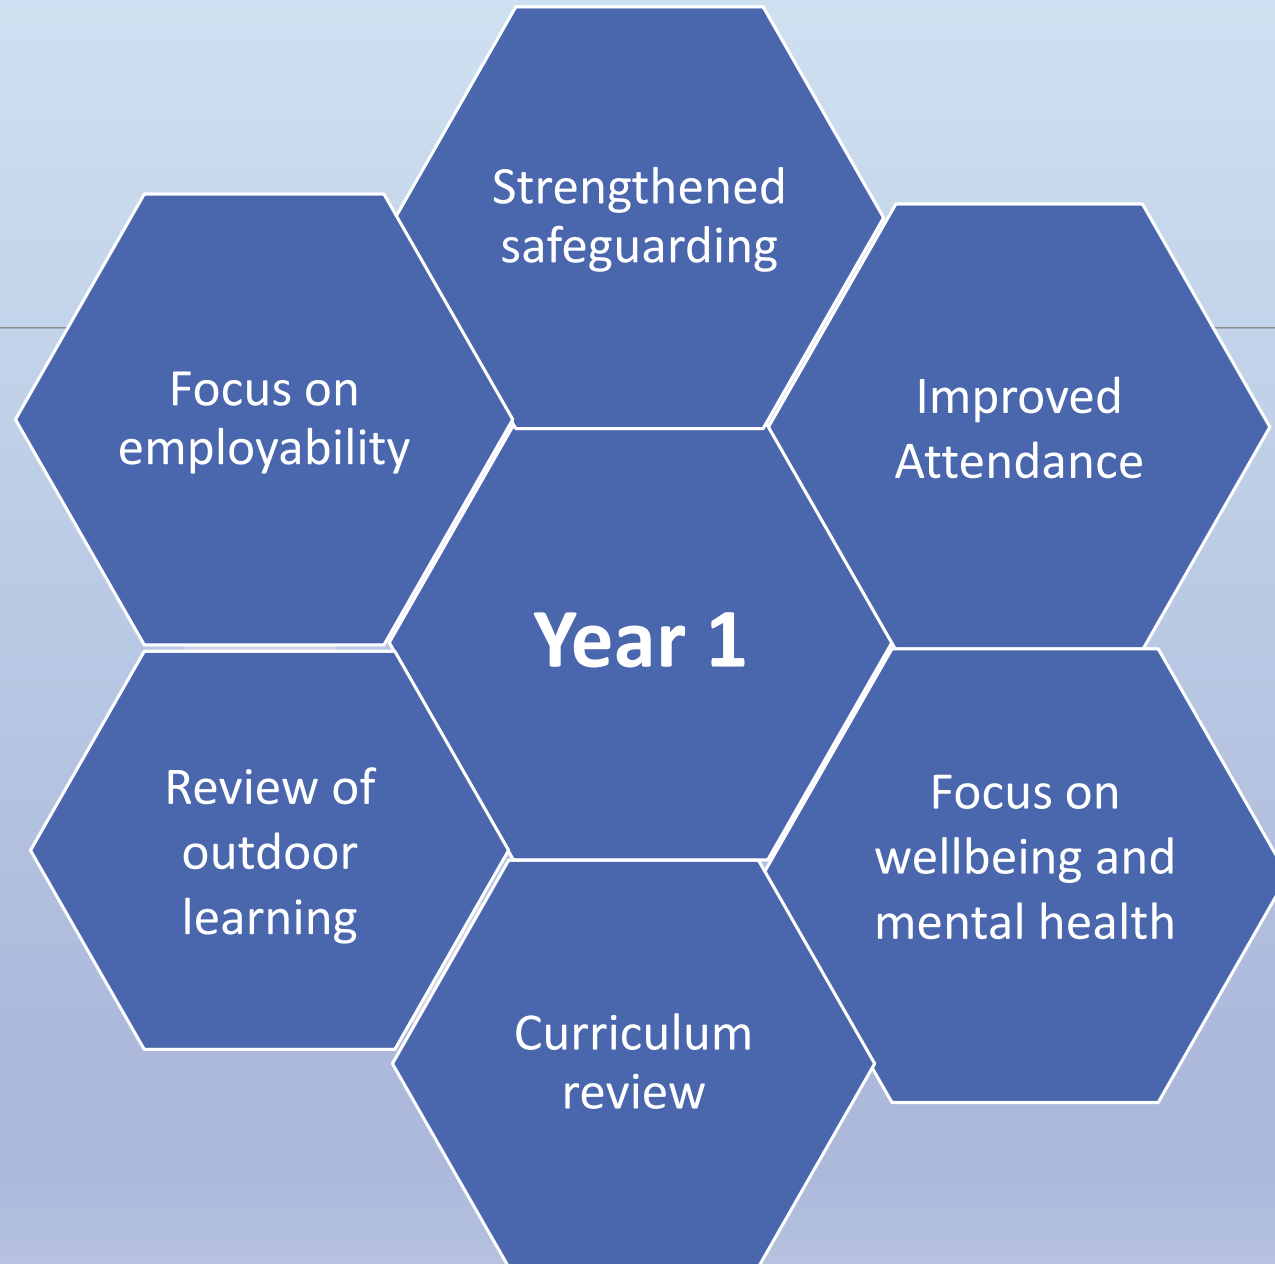 Strengthened
safeguarding
Focus on
employability
Improved
Attendance
Year 1
Review of
outdoor
learning
Focus on
wellbeing and
mental health
Curriculum
review